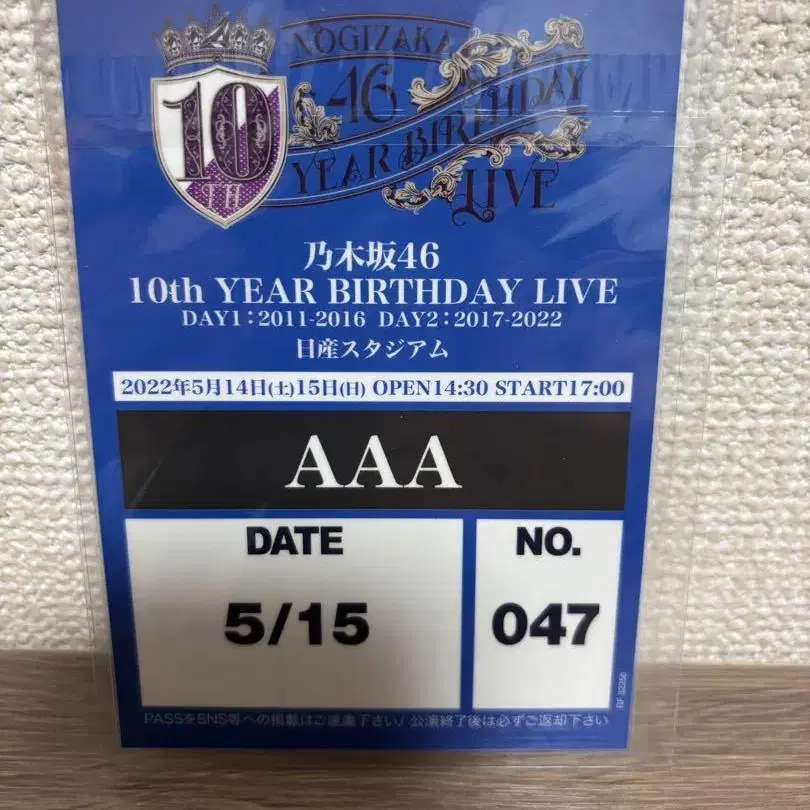 NOGIZAKA
46
10
TH
YEAR BIRTHDAY
LIVE
乃木坂46
10th YEAR BIRTHDAY LIVE
DAY1:2011-2016 DAY2:2017-2022
日産スタジアム
2022年5月14日(土)15日(日) OPEN14:30 START17:00
AAA
DATE
NO.
5/15
047
PASSをSNS等への掲載はご遠慮下さい/ 公演終了後は必ずご返却下さい